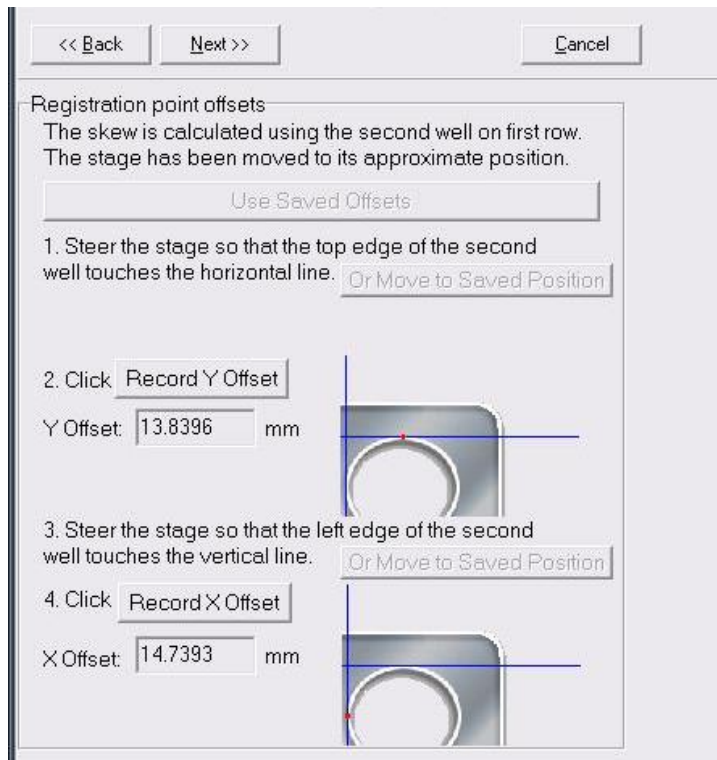 << Back
Next >>
Cancel
Registration point offsets
The skew is calculated using the second well on first row.
The stage has been moved to its approximate position.
Use Saved Offsets
1. Steer the stage so that the top edge of the second
well touches the horizontal line.
Or Move to Saved Position
2. Click
Record Y Offset
Y Offset:
13.8396
mm
3. Steer the stage so that the left edge of the second
well touches the vertical line.
Or Move to Saved Position
4. Click
Record X Offset
X Offset:
14.7393
mm